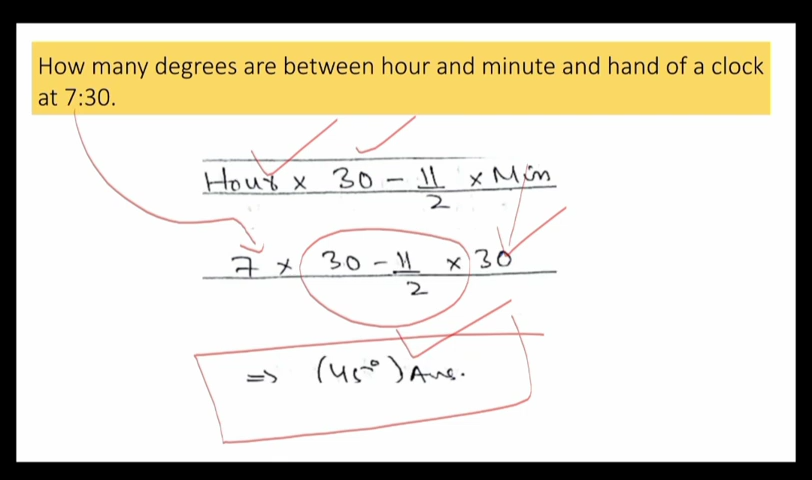 How many degrees are between hour and minute and hand of a clock
at 7:30.
Hour × 30 - 11/2 × Min
7 × 30 - 11/2 × 30
⇒ (45°) Ans.